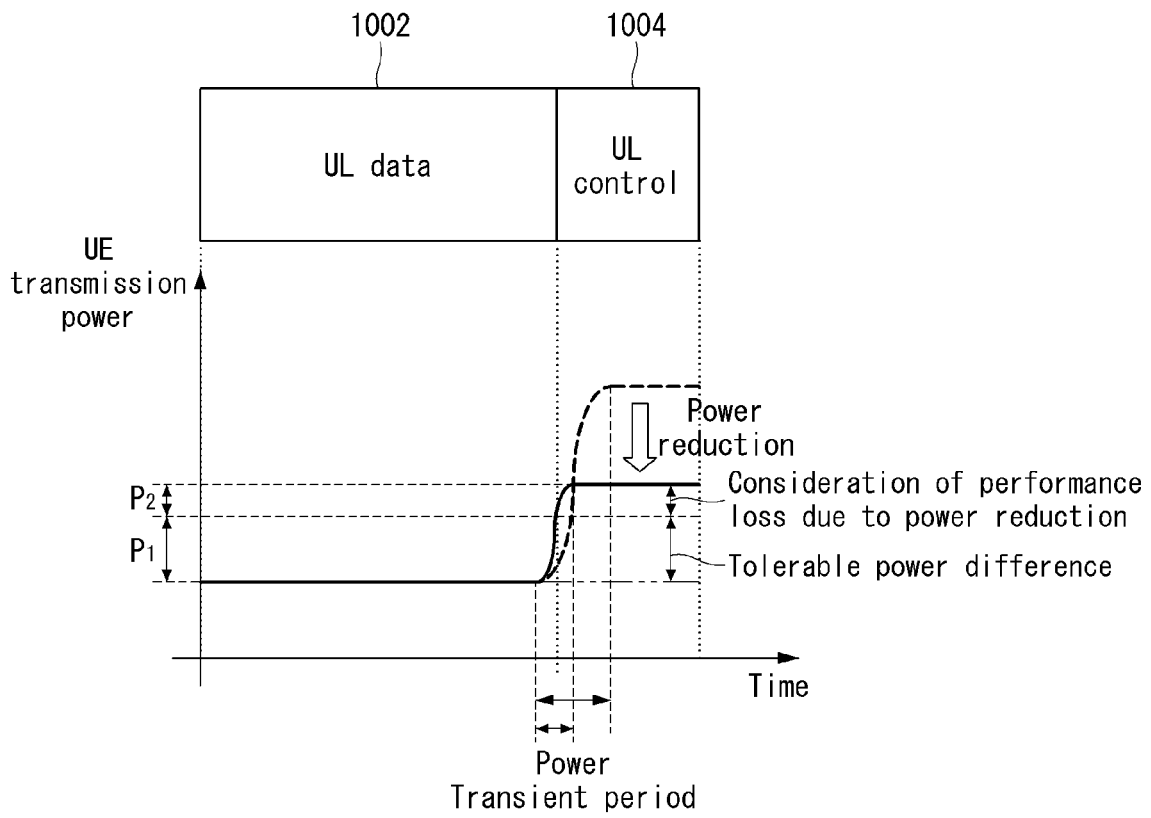 1002
1004
UL data
UL
control
UE
transmission
power
Power
reduction
P2
Consideration of performance
loss due to power reduction
P1
Tolerable power difference
Time
Power
Transient period